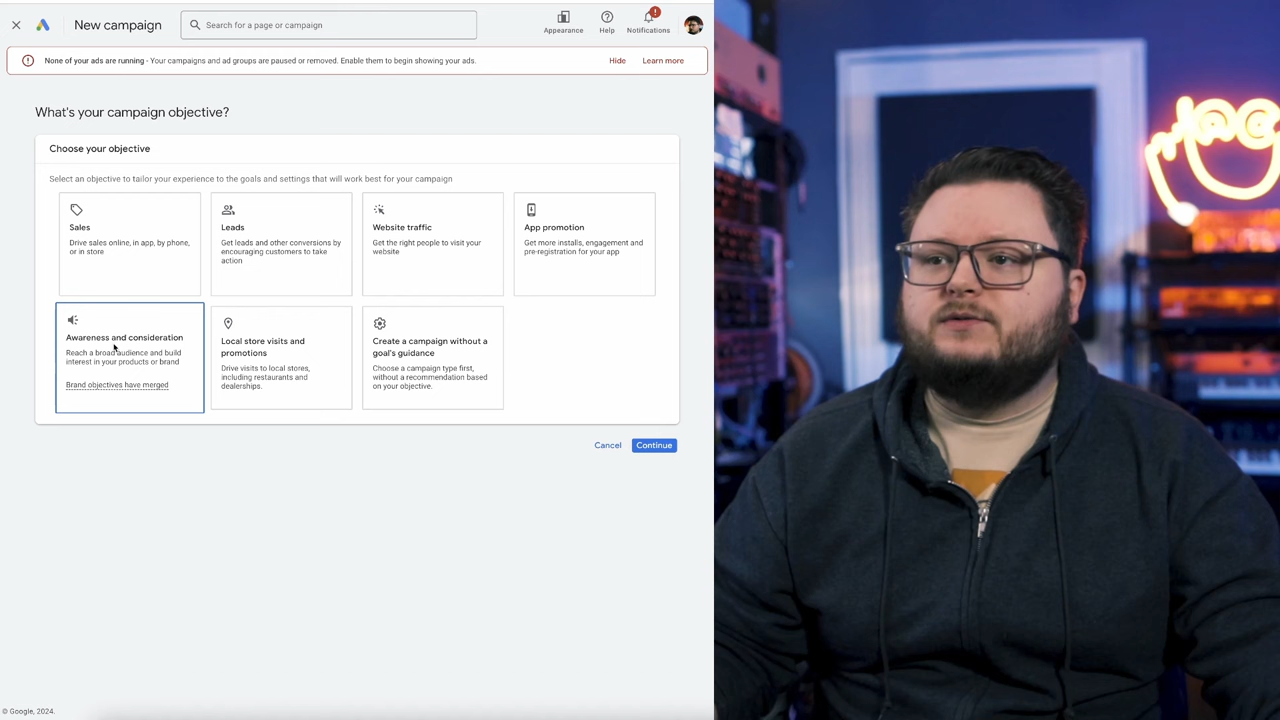 New campaign
Search for a page or campaign
Appearance
Help
!
Notifications
None of your ads are running - Your campaigns and ad groups are paused or removed. Enable them to begin showing your ads.
Hide
Learn more
What's your campaign objective?
Choose your objective
Select an objective to tailor your experience to the goals and settings that will work best for your campaign
Sales
Drive sales online, in app, by phone,
or in store
Leads
Get leads and other conversions by
encouraging customers to take
action
Website traffic
Get the right people to visit your
website
App promotion
Get more installs, engagement and
pre-registration for your app
Awareness and consideration
Reach a broad audience and build
interest in your products or brand
Brand objectives have merged
Local store visits and
promotions
Drive visits to local stores,
including restaurants and
dealerships.
Create a campaign without a
goal's guidance
Choose a campaign type first,
without a recommendation based
on your objective.
Cancel
Continue
© Google, 2024.